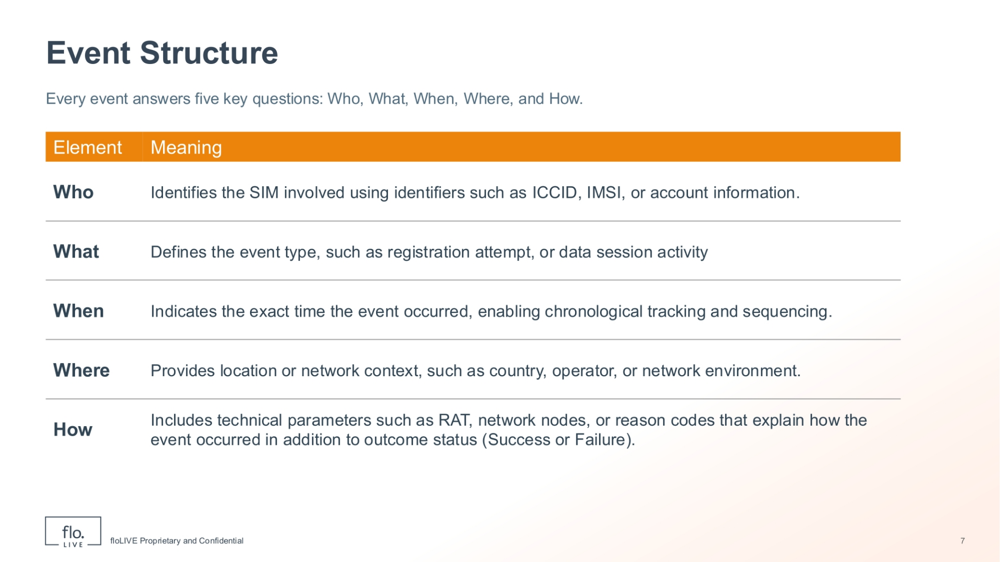 Event Structure
Every event answers five key questions: Who, What, When, Where, and How.
Element Meaning
Who Identifies the SIM involved using identifiers such as ICCID, IMSI, or account information.
What Defines the event type, such as registration attempt, or data session activity
When Indicates the exact time the event occurred, enabling chronological tracking and sequencing.
Where Provides location or network context, such as country, operator, or network environment.
How Includes technical parameters such as RAT, network nodes, or reason codes that explain how the
event occurred in addition to outcome status (Success or Failure).
flo.
LIVE
floLIVE Proprietary and Confidential
7